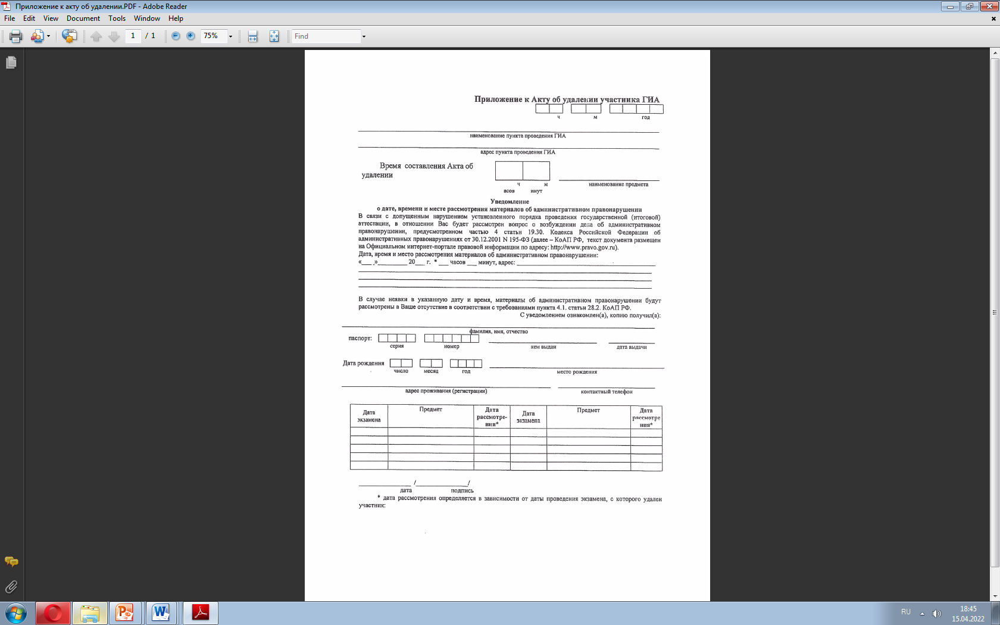 Приложение к акту об удалении.PDF - Adobe Reader
File Edit View Document Tools Window Help
1 / 1 75% Find
Приложение к Акту об удалении участника ГИА
ч м год
наименование пункта проведения ГИА
адрес пункта проведения ГИА
Время составления Акта об
удалении
ч м наименование предмета
асов инут
Уведомление
о дате, времени и месте рассмотрения материалов об административном правонарушении
В связи с допущенным нарушением установленного порядка проведения государственной (итоговой)
аттестации, в отношении Вас будет рассмотрен вопрос о возбуждении дела об административном
правонарушении, предусмотренном частью 4 статьи 19.30. Кодекса Российской Федерации об
административных правонарушениях от 30.12.2001 N 195-ФЗ (далее – КоАП РФ, текст документа размещен
на Официальном интернет-портале правовой информации по адресу: http://www.pravo.gov.ru).
Дата, время и место рассмотрения материалов об административном правонарушении:
«___»_________ 20___ г. * ___ часов ___ минут, адрес: ___
В случае неявки в указанную дату и время, материалы об административном правонарушении будут
рассмотрены в Ваше отсутствие в соответствии с требованиями пункта 4.1. статьи 28.2. КоАП РФ.
С уведомлением ознакомлен(а), копию получил(а):
фамилия, имя, отчество
паспорт:
серия номер кем выдан дата выдачи
Дата рождения
число месяц год место рождения
адрес проживания (регистрации) контактный телефон
Дата экзамена Предмет Дата рассмотре-ния* Дата экзамена Предмет Дата рассмотре ния*
_______________ /_______________/
дата подпись
* дата рассмотрения определяется в зависимости от даты проведения экзамена, с которого удален
участник:
RU 18:45
15.04.2022